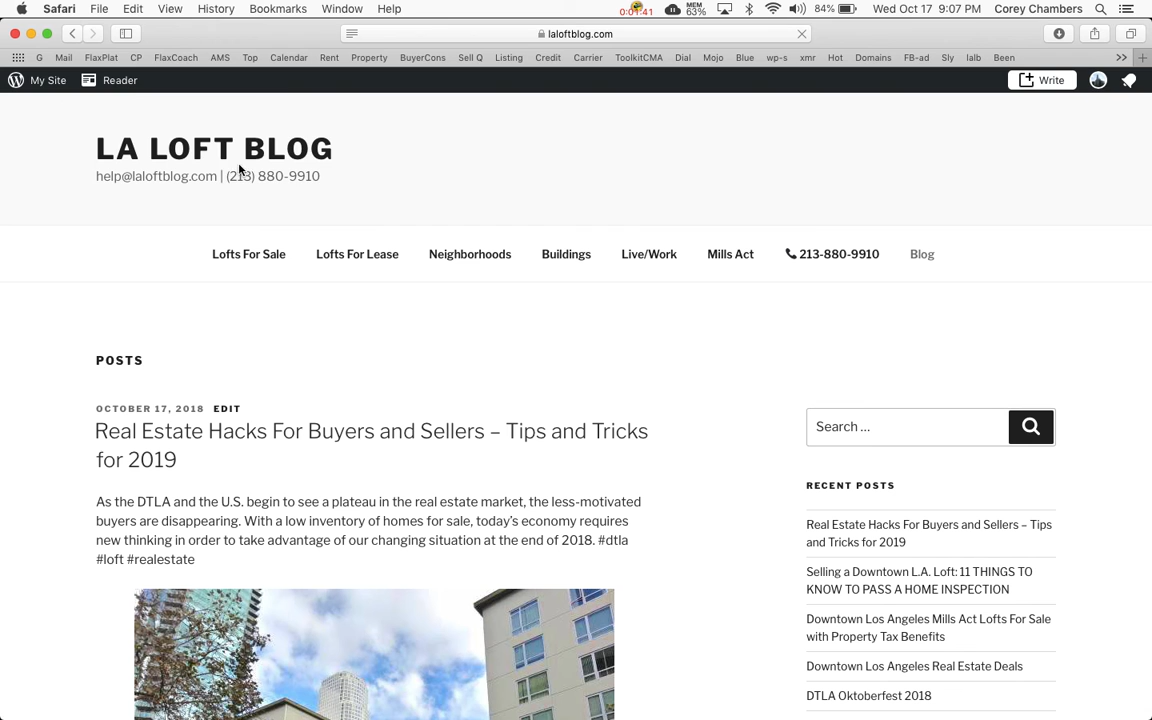 Safari File Edit View History Bookmarks Window Help 0:01:41 MEM 63% 84% Wed Oct 17 9:07 PM Corey Chambers
laloftblog.com
G Mail FlaxPlat CP FlaxCoach AMS Top Calendar Rent Property BuyerCons Sell Q Listing Credit Carrier ToolkitCMA Dial Mojo Blue wp-s xmr Hot Domains FB-ad Sly lalb Been
My Site Reader Write
LA LOFT BLOG
help@laloftblog.com | (213) 880-9910
Lofts For Sale Lofts For Lease Neighborhoods Buildings Live/Work Mills Act 213-880-9910 Blog
POSTS
OCTOBER 17, 2018 EDIT
Real Estate Hacks For Buyers and Sellers – Tips and Tricks
for 2019
As the DTLA and the U.S. begin to see a plateau in the real estate market, the less-motivated
buyers are disappearing. With a low inventory of homes for sale, today's economy requires
new thinking in order to take advantage of our changing situation at the end of 2018. #dtla
#loft #realestate
Search …
RECENT POSTS
Real Estate Hacks For Buyers and Sellers – Tips
and Tricks for 2019
Selling a Downtown L.A. Loft: 11 THINGS TO
KNOW TO PASS A HOME INSPECTION
Downtown Los Angeles Mills Act Lofts For Sale
with Property Tax Benefits
Downtown Los Angeles Real Estate Deals
DTLA Oktoberfest 2018